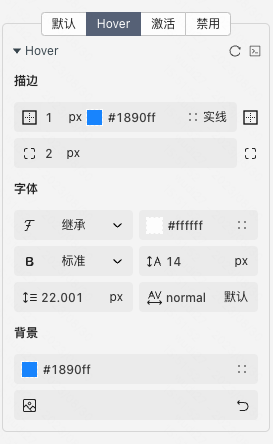 默认 Hover 激活 禁用
Hover
描边
1 px #1890ff 实线
2 px
字体
继承 #ffffff
B 标准 A 14 px
22.001 px AV normal 默认
背景
#1890ff